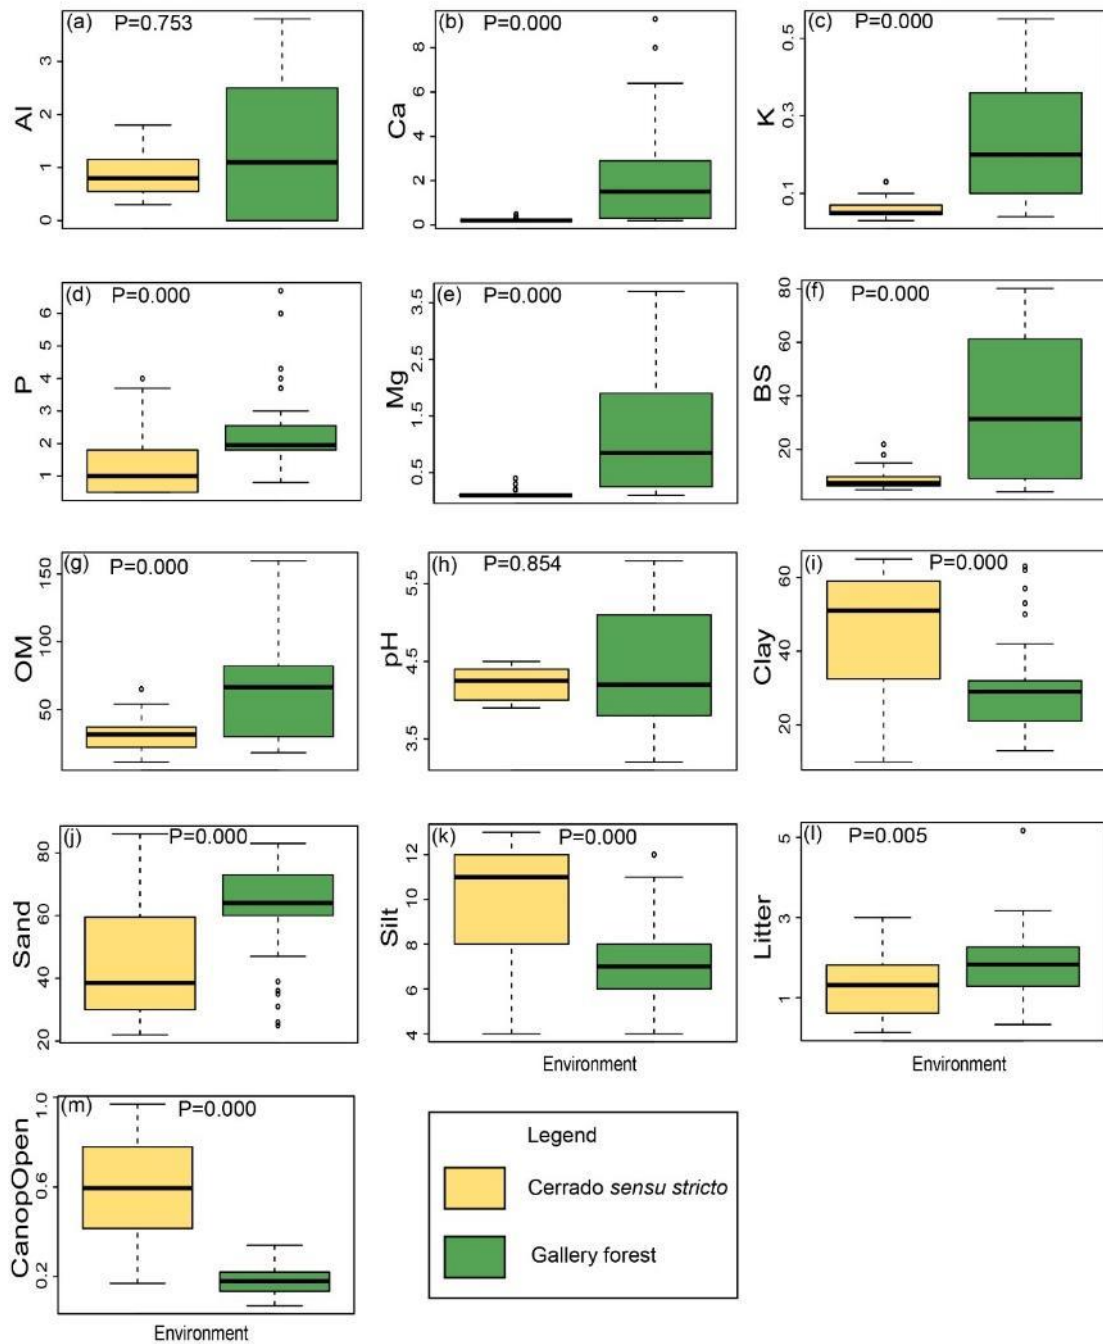 (a) P=0.753
Al
3
2
1
0
(b) P=0.000
Ca
8
6
4
2
0
(c) P=0.000
K
0.5
0.3
0.1
(d) P=0.000
P
6
5
4
3
2
1
(e) P=0.000
Mg
3.5
2.5
1.5
0.5
(f) P=0.000
BS
80
60
40
20
(g) P=0.000
OM
150
100
50
(h) P=0.854
pH
5.5
4.5
3.5
(i) P=0.000
Clay
60
40
20
(j) P=0.000
Sand
80
60
40
20
(k) P=0.000
Silt
12
10
8
6
4
Environment
(l) P=0.005
Litter
5
3
1
Environment
(m) P=0.000
CanopOpen
1.0
0.6
0.2
Environment
Legend
Cerrado sensu stricto
Gallery forest